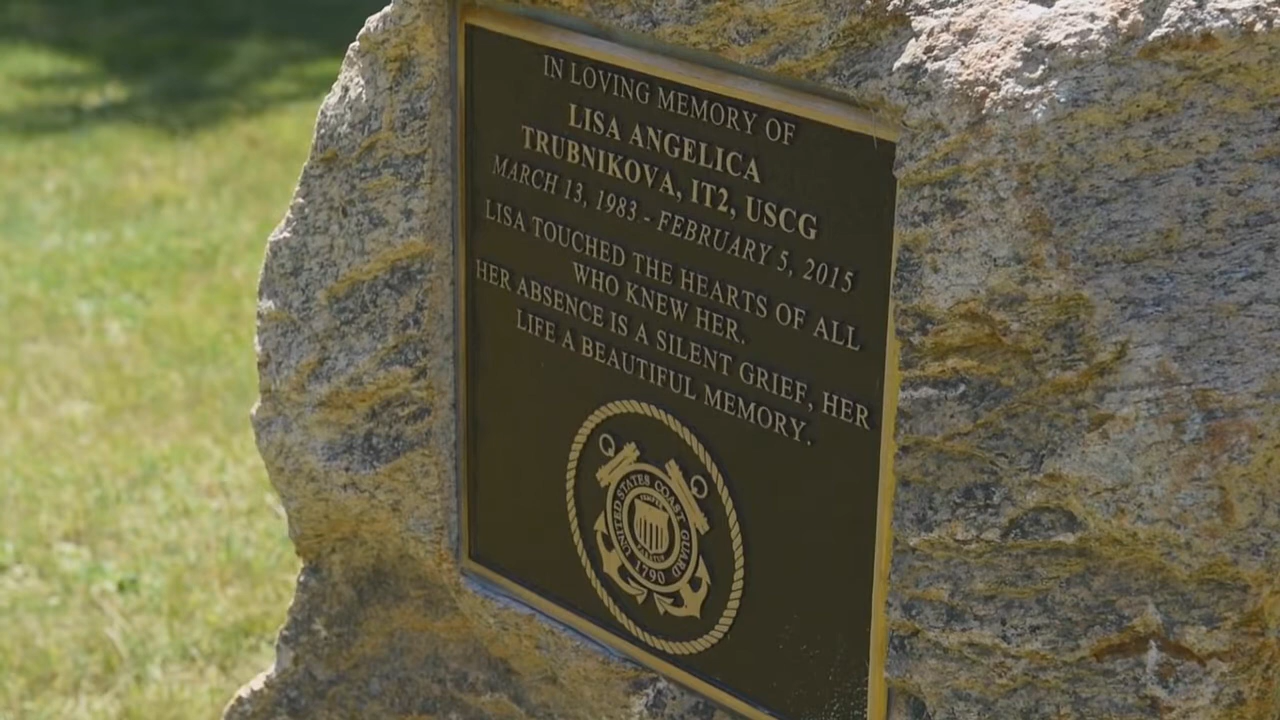 IN LOVING MEMORY OF
LISA ANGELICA
TRUBNIKOVA, IT2, USCG
MARCH 13, 1983 - FEBRUARY 5, 2015
LISA TOUCHED THE HEARTS OF ALL
WHO KNEW HER.
HER ABSENCE IS A SILENT GRIEF, HER
LIFE A BEAUTIFUL MEMORY.
UNITED STATES COAST GUARD
1790